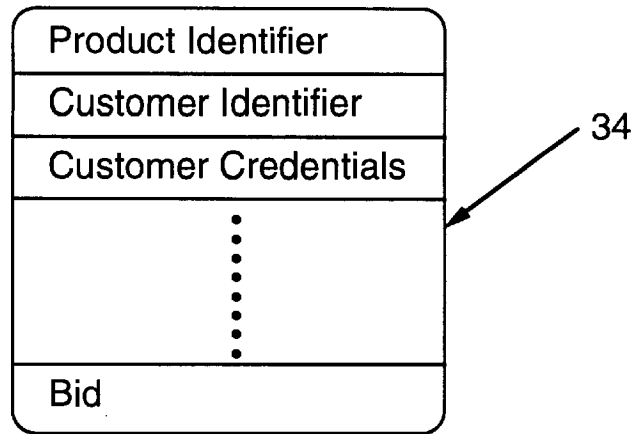 Product Identifier
Customer Identifier
Customer Credentials
34
Bid